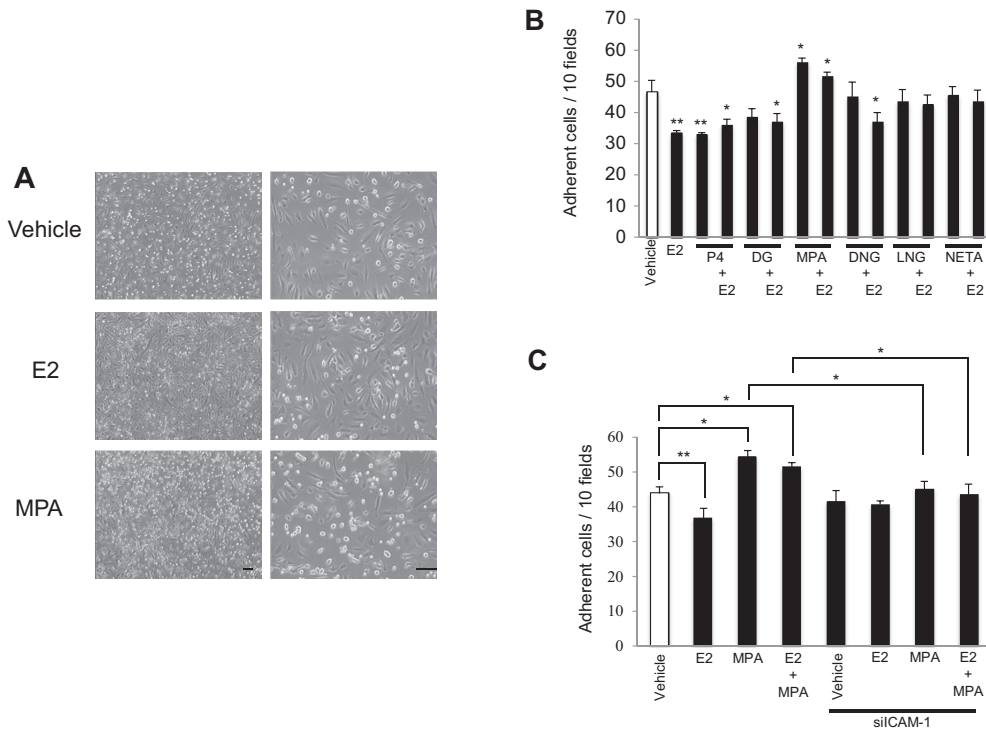 A
Vehicle
E2
MPA
B
Adherent cells / 10 fields
70
60
50
40
30
20
10
0
** ** * * * * *
Vehicle E2 P4 DG MPA DNG LNG NETA
+ + + + + +
E2 E2 E2 E2 E2 E2
C
Adherent cells / 10 fields
60
50
40
30
20
10
0
*
*
*
*
**
Vehicle E2 MPA E2 Vehicle E2 MPA E2
+ +
MPA MPA
siICAM-1